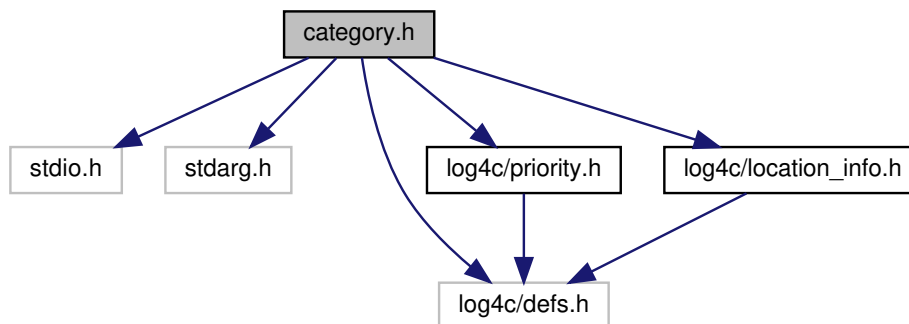 category.h
stdio.h
stdarg.h
log4c/priority.h
log4c/location_info.h
log4c/defs.h